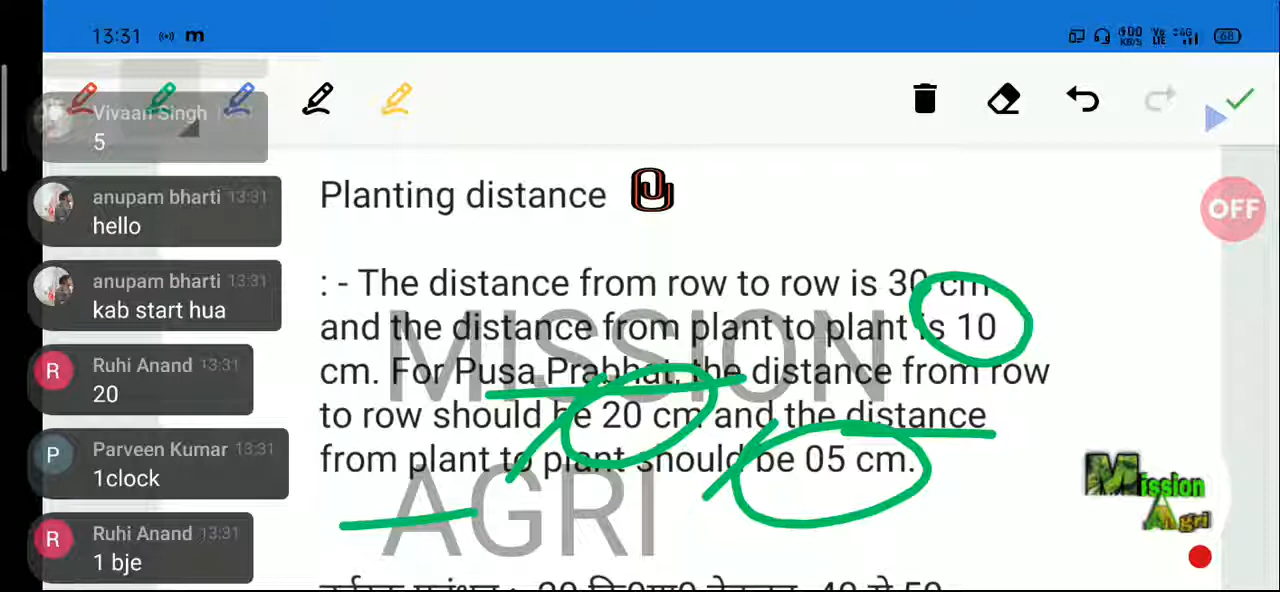 13:31 m 68
Vivaan Singh
5
anupam bharti 13:31
hello
anupam bharti 13:31
kab start hua
R Ruhi Anand 13:31
20
P Parveen Kumar 13:31
1clock
R Ruhi Anand 13:31
1 bje
OFF
Planting distance
: - The distance from row to row is 30 cm
and the distance from plant to plant is 10
cm. For Pusa Prabhat, the distance from row
to row should be 20 cm and the distance
from plant to plant should be 05 cm.
MISSION
AGRI
Mission
Agri